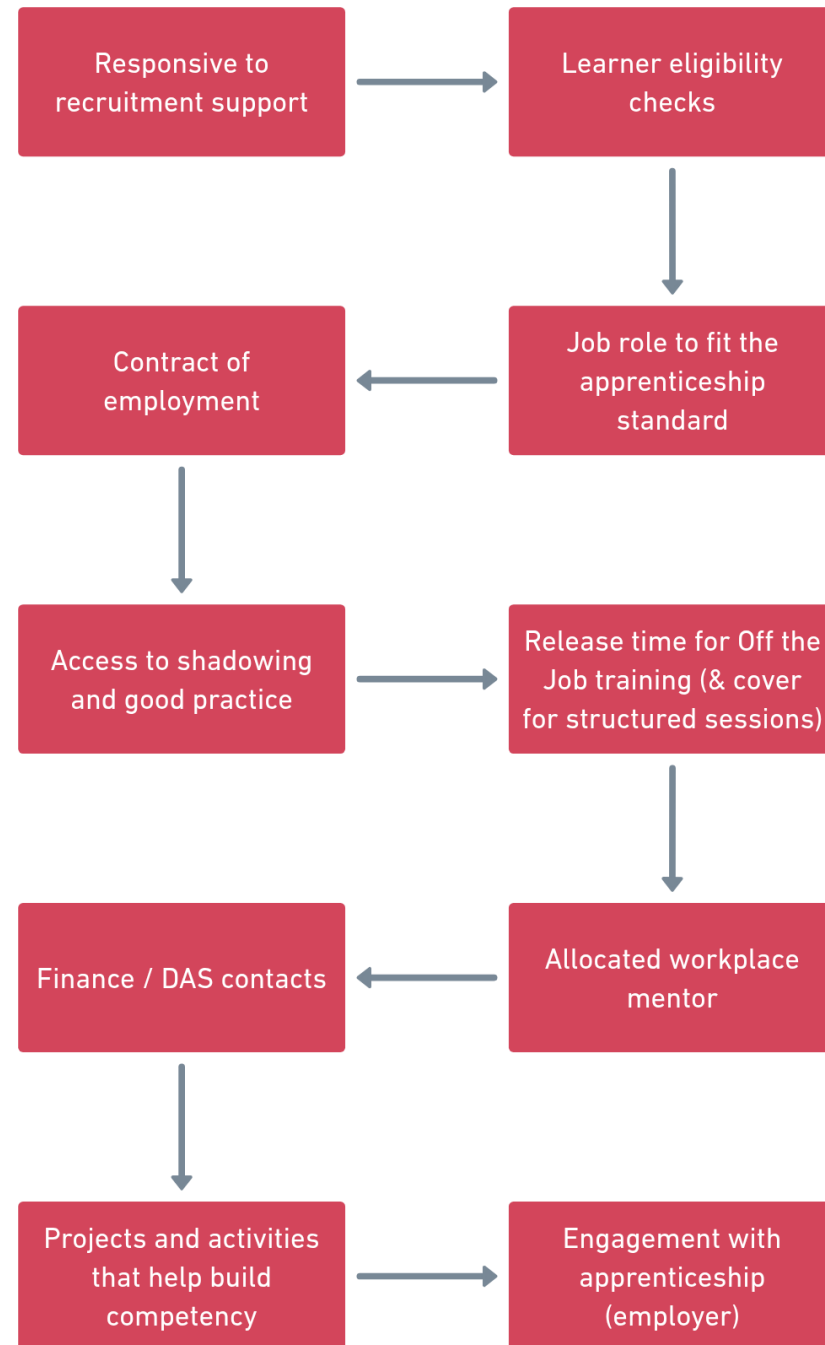 Responsive to
recruitment support
Learner eligibility
checks
Job role to fit the
apprenticeship
standard
Contract of
employment
Access to shadowing
and good practice
Release time for Off the
Job training (& cover
for structured sessions)
Allocated workplace
mentor
Finance / DAS contacts
Projects and activities
that help build
competency
Engagement with
apprenticeship
(employer)